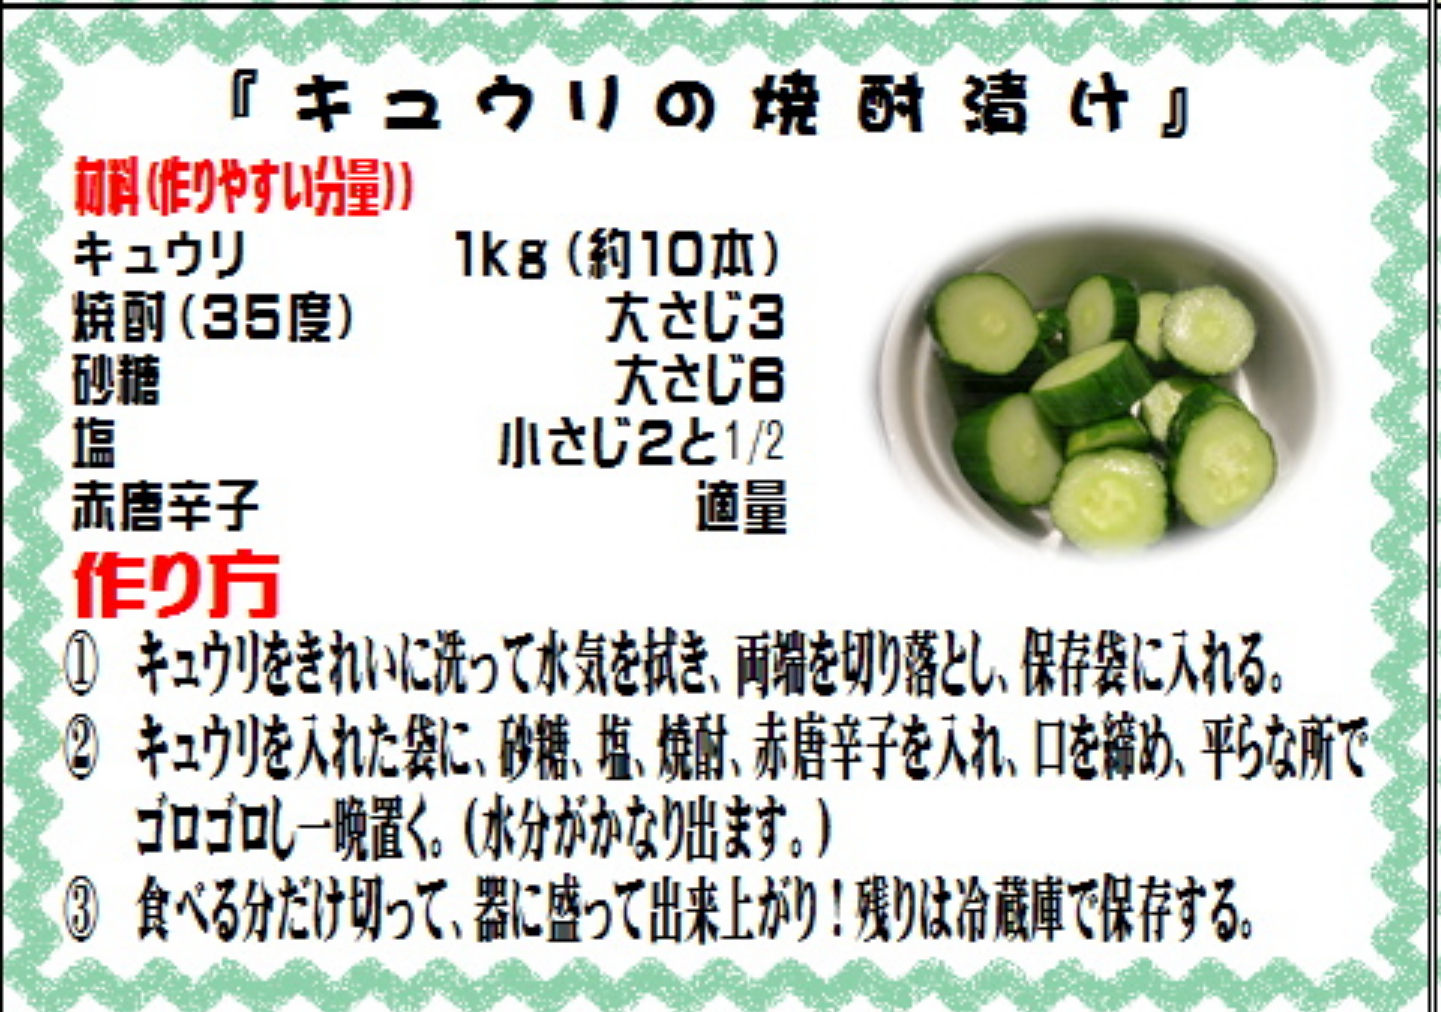 『キュウリの焼酎漬け』
材料(作りやすい分量))
キュウリ 1kg(約10本)
焼酎(35度) 大さじ3
砂糖 大さじ6
塩 小さじ2と1/2
赤唐辛子 適量
作り方
① キュウリをきれいに洗って水気を拭き、両端を切り落とし、保存袋に入れる。
② キュウリを入れた袋に、砂糖、塩、焼酎、赤唐辛子を入れ、口を締め、平らな所で
ゴロゴロし一晩置く。(水分がかなり出ます。)
③ 食べる分だけ切って、器に盛って出来上がり!残りは冷蔵庫で保存する。